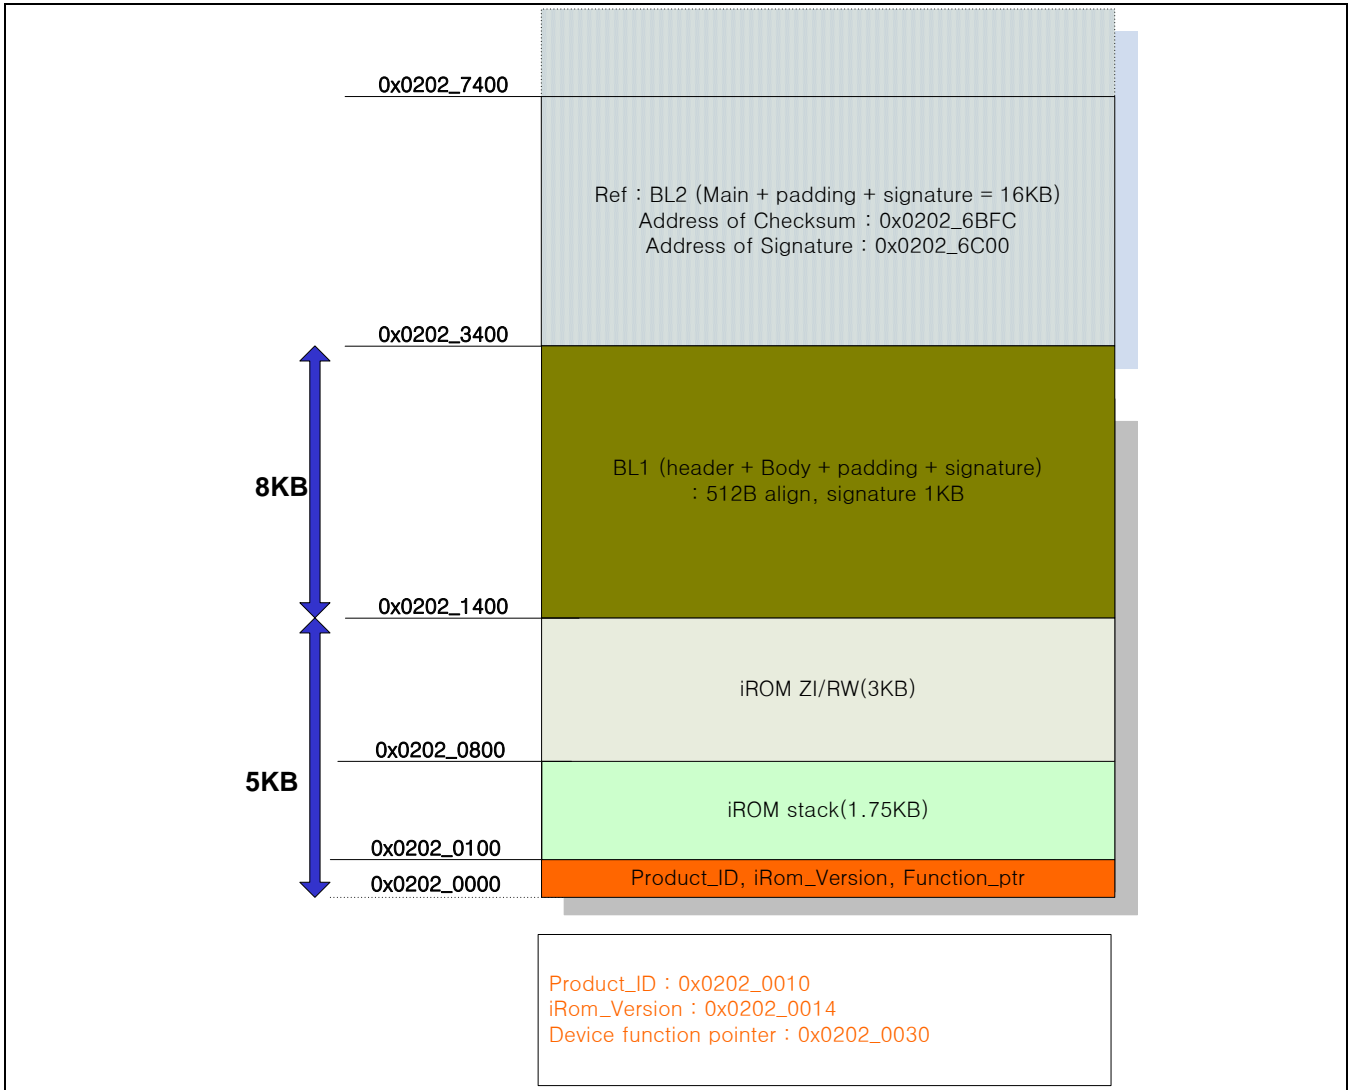 0x0202_7400
Ref : BL2 (Main + padding + signature = 16KB)
Address of Checksum : 0x0202_6BFC
Address of Signature : 0x0202_6C00
0x0202_3400
8KB
BL1 (header + Body + padding + signature)
: 512B align, signature 1KB
0x0202_1400
iROM ZI/RW(3KB)
0x0202_0800
5KB
iROM stack(1.75KB)
0x0202_0100
0x0202_0000
Product_ID, iRom_Version, Function_ptr
Product_ID : 0x0202_0010
iRom_Version : 0x0202_0014
Device function pointer : 0x0202_0030